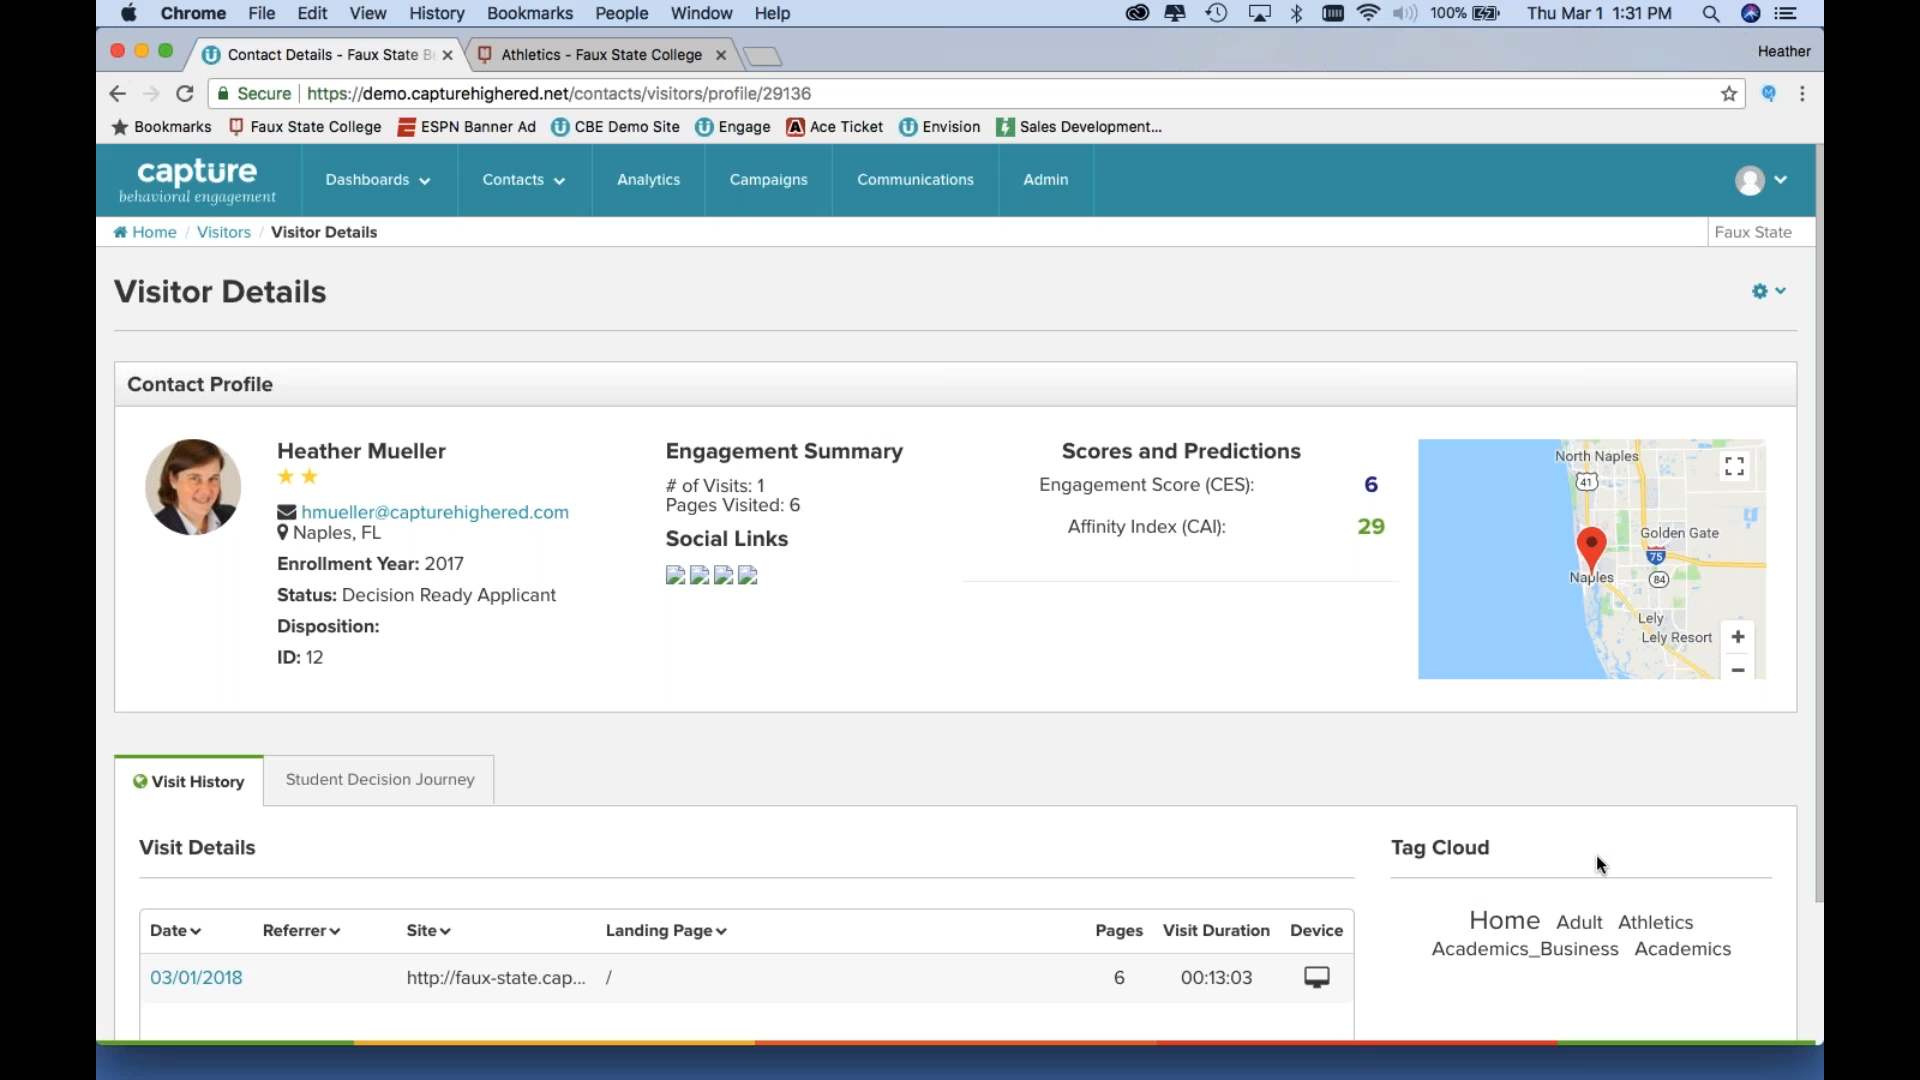 Chrome File Edit View History Bookmarks People Window Help 100% Thu Mar 1 1:31 PM
Contact Details - Faux State B Athletics - Faux State College Heather
Secure https://demo.capturehighered.net/contacts/visitors/profile/29136
Bookmarks Faux State College ESPN Banner Ad CBE Demo Site Engage Ace Ticket Envision Sales Development...
capture
behavioral engagement
Dashboards Contacts Analytics Campaigns Communications Admin
Home / Visitors / Visitor Details Faux State
Visitor Details
Contact Profile
Heather Mueller
hmueller@capturehighered.com
Naples, FL
Enrollment Year: 2017
Status: Decision Ready Applicant
Disposition:
ID: 12
Engagement Summary
# of Visits: 1
Pages Visited: 6
Social Links
Scores and Predictions
Engagement Score (CES): 6
Affinity Index (CAI): 29
North Naples
41
Golden Gate
75
Naples
84
Lely
Lely Resort
+
−
Visit History Student Decision Journey
Visit Details
Date Referrer Site Landing Page Pages Visit Duration Device
03/01/2018 http://faux-state.cap... / 6 00:13:03
Tag Cloud
Home Adult Athletics
Academics_Business Academics